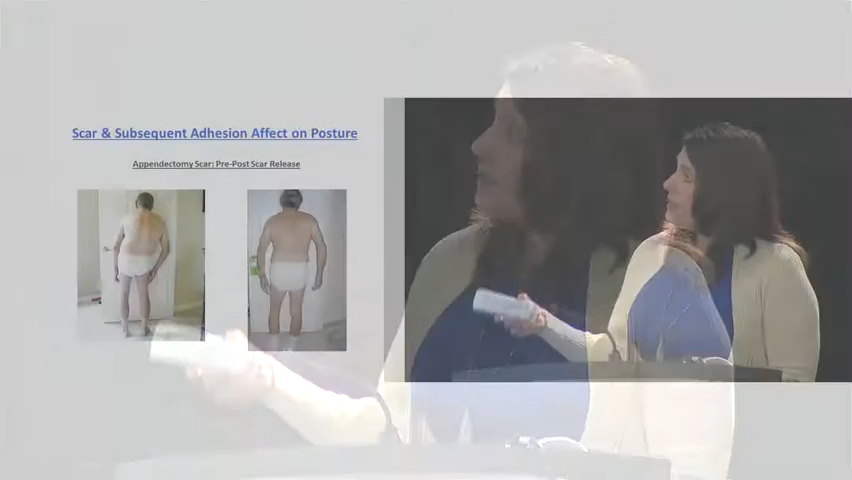 Scar & Subsequent Adhesion Affect on Posture
Appendectomy Scar: Pre-Post Scar Release